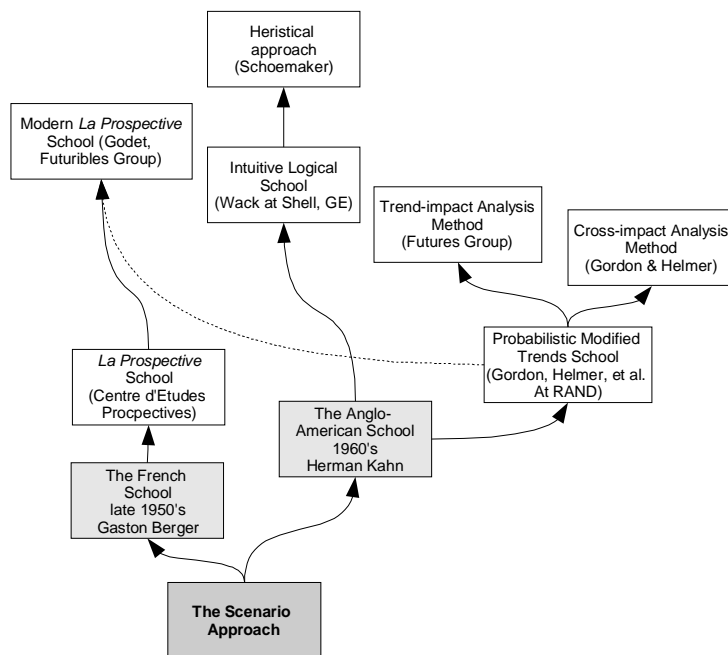 Heristical
approach
(Schoemaker)
Modern La Prospective
School (Godet,
Futuribles Group)
Intuitive Logical
School
(Wack at Shell, GE)
Trend-impact Analysis
Method
(Futures Group)
Cross-impact Analysis
Method
(Gordon & Helmer)
La Prospective
School
(Centre d'Etudes
Procpectives)
Probabilistic Modified
Trends School
(Gordon, Helmer, et al.
At RAND)
The Anglo-
American School
1960's
Herman Kahn
The French
School
late 1950's
Gaston Berger
The Scenario
Approach